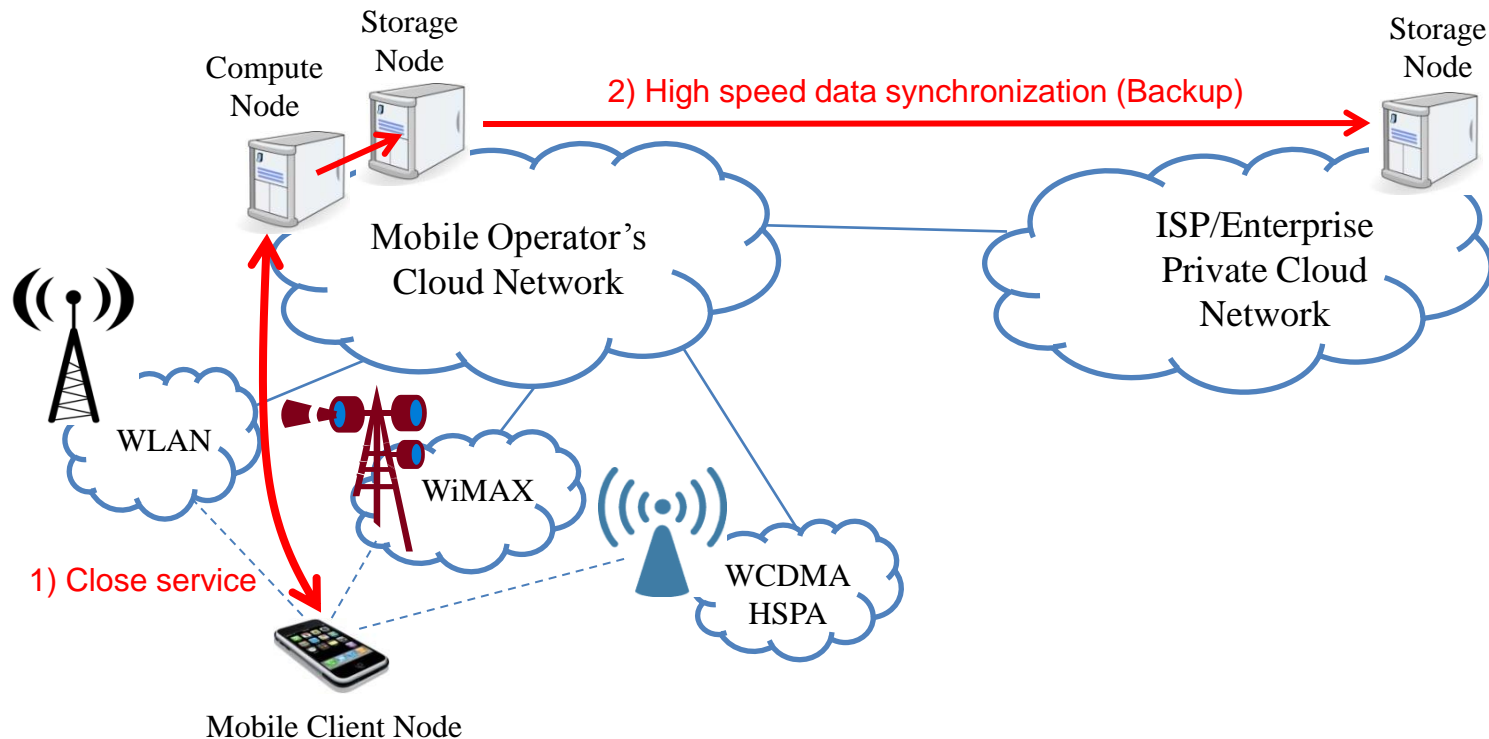 Storage
Node
Compute
Node
Storage
Node
2) High speed data synchronization (Backup)
Mobile Operator’s
Cloud Network
ISP/Enterprise
Private Cloud
Network
WLAN
WiMAX
1) Close service
WCDMA
HSPA
Mobile Client Node